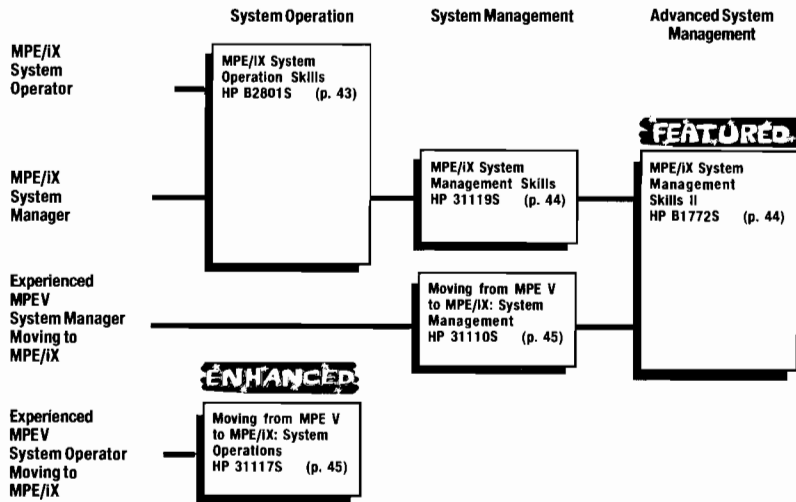 System Operation
System Management
Advanced System
Management
MPE/iX
System
Operator
MPE/iX System
Operation Skills
HP B2801S (p. 43)
FEATURED
MPE/iX
System
Manager
MPE/iX System
Management Skills
HP 31119S (p. 44)
MPE/iX System
Management
Skills II
HP B1772S (p. 44)
Experienced
MPEV
System Manager
Moving to
MPE/iX
Moving from MPE V
to MPE/iX: System
Management
HP 31110S (p. 45)
ENHANCED
Experienced
MPEV
System Operator
Moving to
MPE/iX
Moving from MPE V
to MPE/iX: System
Operations
HP 31117S (p. 45)